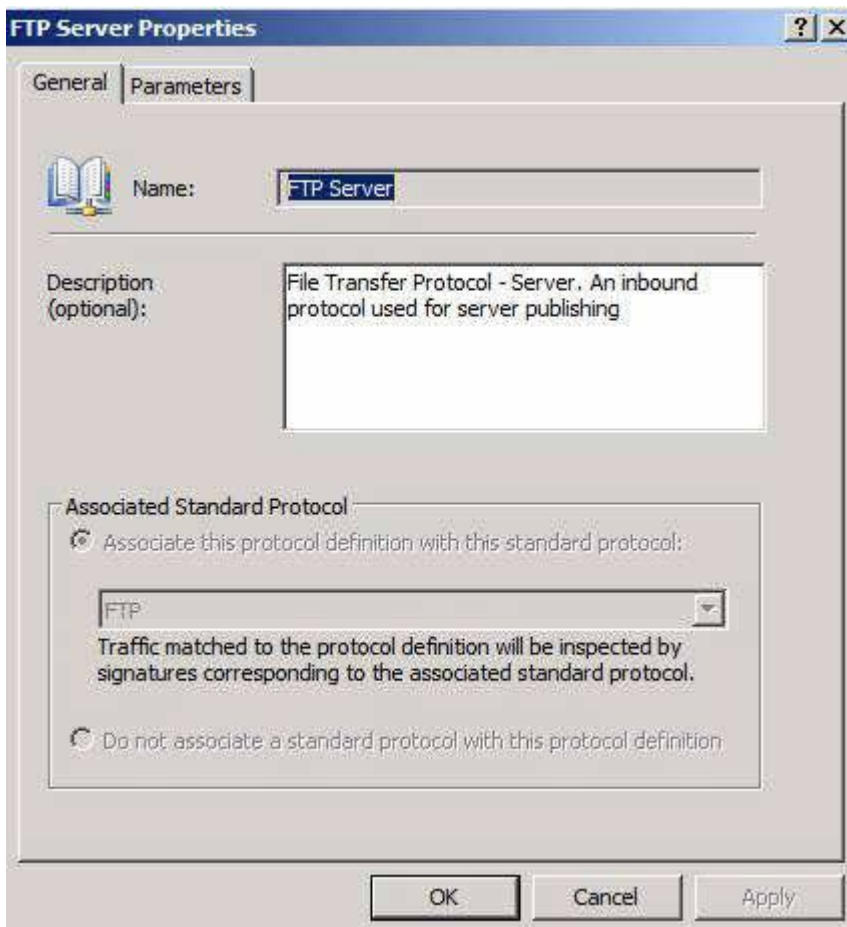 FTP Server Properties
General
Parameters
Name:
FTP Server
Description
(optional):
File Transfer Protocol - Server. An inbound
protocol used for server publishing
Associated Standard Protocol
Associate this protocol definition with this standard protocol:
FTP
Traffic matched to the protocol definition will be inspected by
signatures corresponding to the associated standard protocol.
Do not associate a standard protocol with this protocol definition
OK
Cancel
Apply